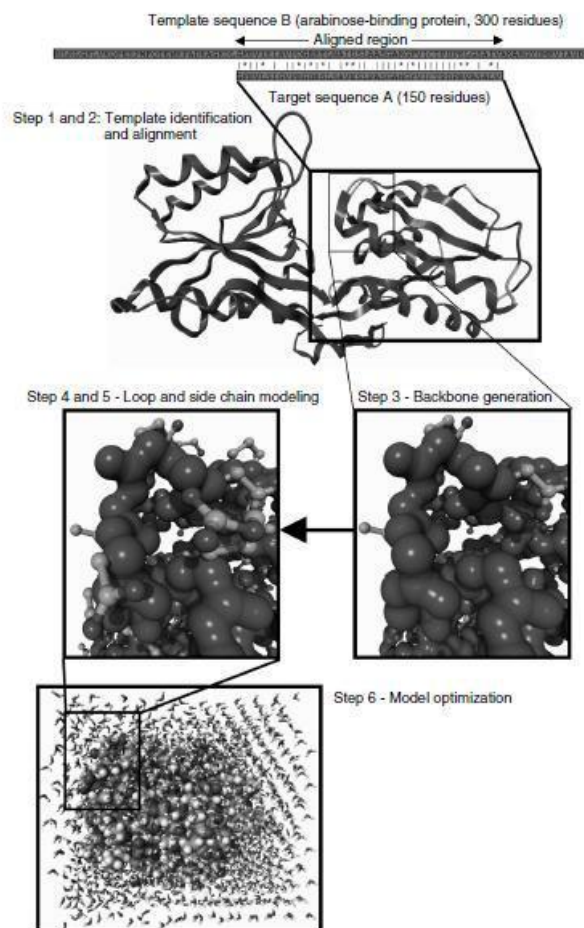 Template sequence B (arabinose-binding protein, 300 residues)
Aligned region
Target sequence A (150 residues)
Step 1 and 2: Template identification
and alignment
Step 4 and 5 - Loop and side chain modeling
Step 3 - Backbone generation
Step 6 - Model optimization